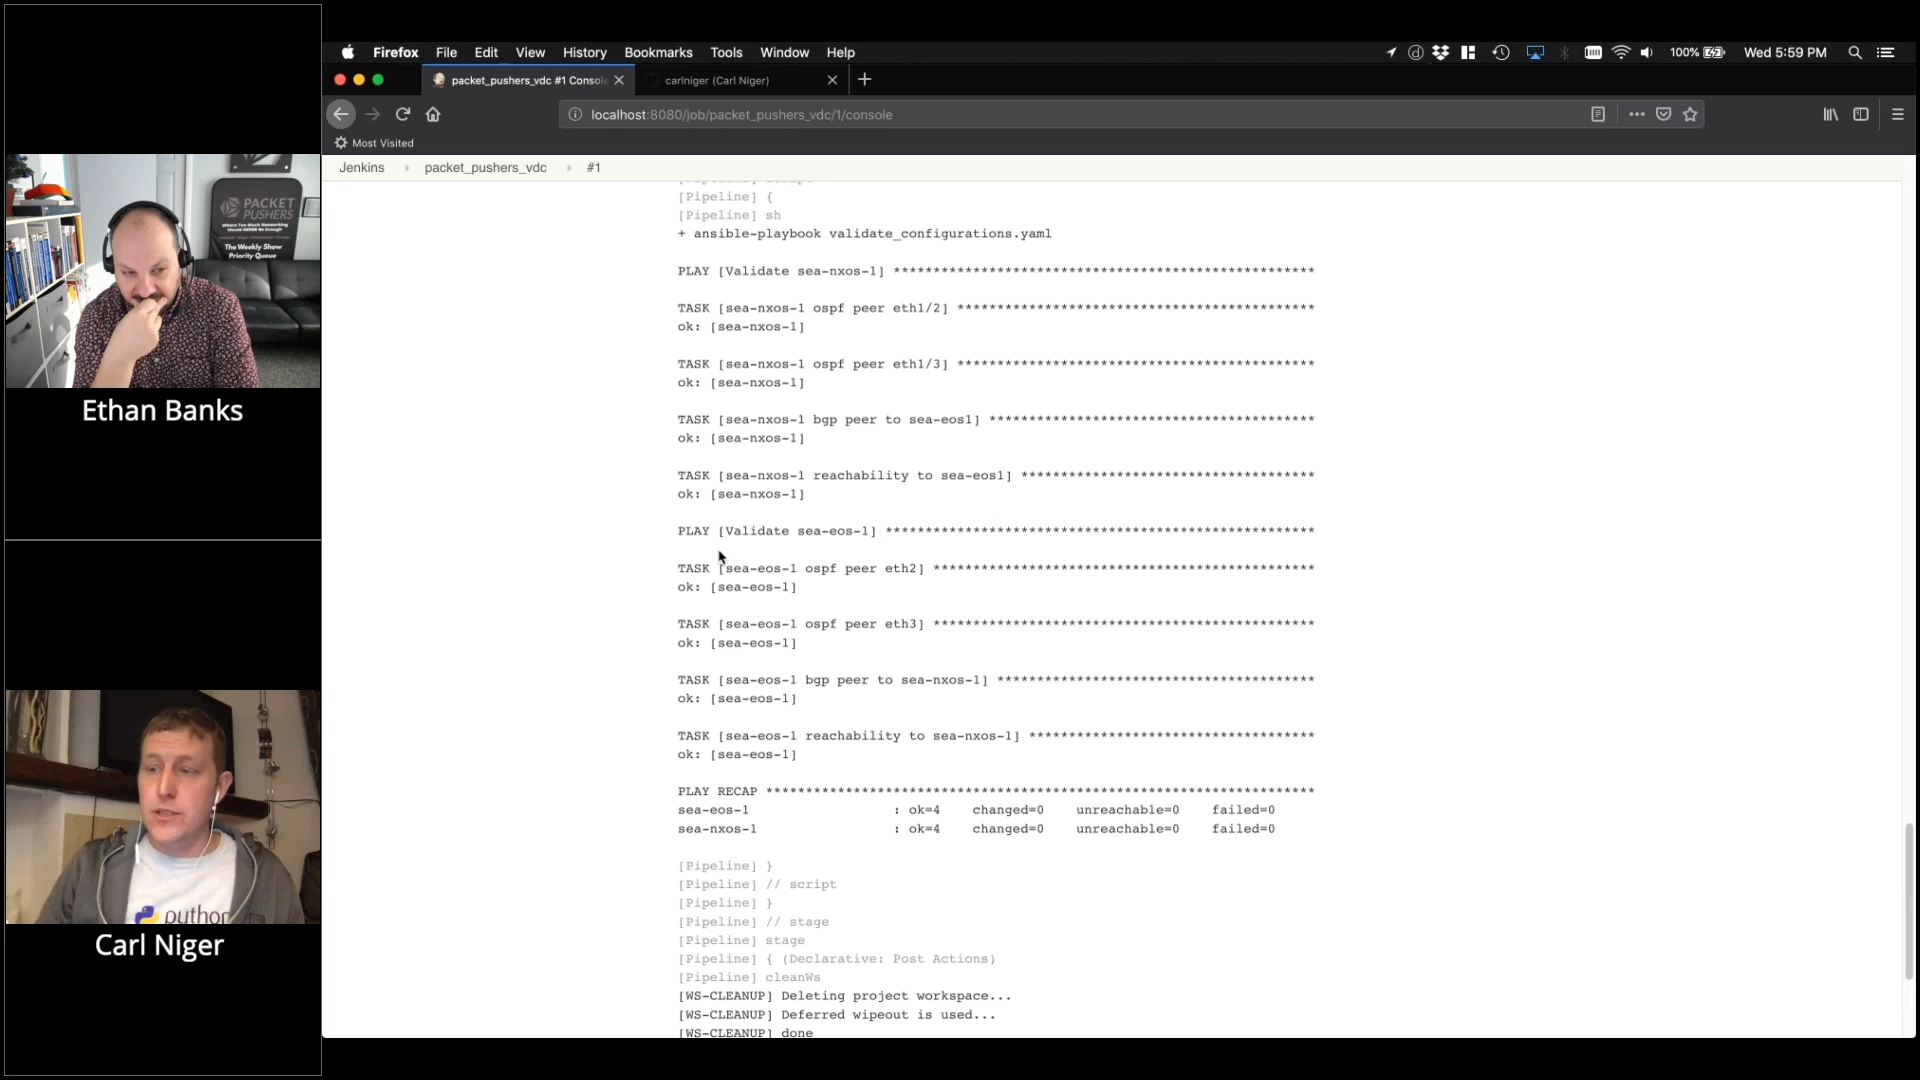 Firefox File Edit View History Bookmarks Tools Window Help 100% Wed 5:59 PM
packet_pushers_vdc #1 Conso
carlniger (Carl Niger)
localhost:8080/job/packet_pushers_vdc/1/console
Most Visited
Jenkins packet_pushers_vdc #1
[Pipeline] {
[Pipeline] sh
+ ansible-playbook validate_configurations.yaml
PLAY [Validate sea-nxos-1] *****************************************************
TASK [sea-nxos-1 ospf peer eth1/2] *********************************************
ok: [sea-nxos-1]
TASK [sea-nxos-1 ospf peer eth1/3] *********************************************
ok: [sea-nxos-1]
TASK [sea-nxos-1 bgp peer to sea-eos1] *****************************************
ok: [sea-nxos-1]
TASK [sea-nxos-1 reachability to sea-eos1] *************************************
ok: [sea-nxos-1]
PLAY [Validate sea-eos-1] ******************************************************
TASK [sea-eos-1 ospf peer eth2] ************************************************
ok: [sea-eos-1]
TASK [sea-eos-1 ospf peer eth3] ************************************************
ok: [sea-eos-1]
TASK [sea-eos-1 bgp peer to sea-nxos-1] ****************************************
ok: [sea-eos-1]
TASK [sea-eos-1 reachability to sea-nxos-1] ************************************
ok: [sea-eos-1]
PLAY RECAP *********************************************************************
sea-eos-1 : ok=4 changed=0 unreachable=0 failed=0
sea-nxos-1 : ok=4 changed=0 unreachable=0 failed=0
[Pipeline] }
[Pipeline] // script
[Pipeline] }
[Pipeline] // stage
[Pipeline] stage
[Pipeline] { (Declarative: Post Actions)
[Pipeline] cleanWs
[WS-CLEANUP] Deleting project workspace...
[WS-CLEANUP] Deferred wipeout is used...
[WS-CLEANUP] done
PACKET
PUSHERS
The Weekly Show
Priority Queue
Ethan Banks
python
Carl Niger